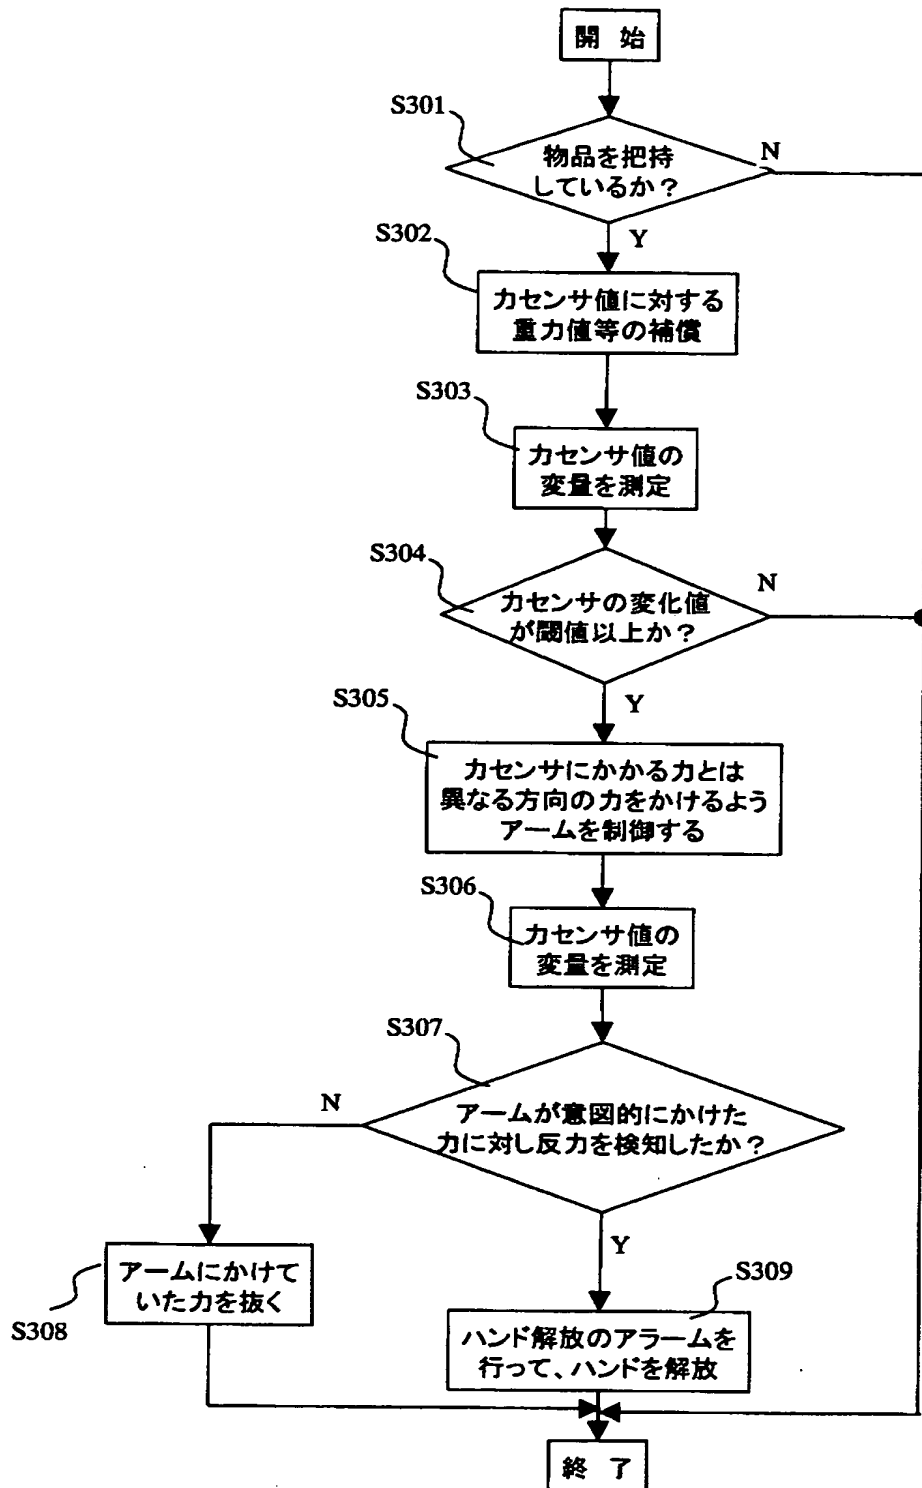 開 始
S301
物品を把持
しているか?
N
Y
S302
力センサ値に対する
重力値等の補償
S303
力センサ値の
変量を測定
S304
力センサの変化値
が閾値以上か?
N
Y
S305
力センサにかかる力とは
異なる方向の力をかけるよう
アームを制御する
S306
力センサ値の
変量を測定
S307
アームが意図的にかけた
力に対し反力を検知したか?
N
Y
S308
アームにかけて
いた力を抜く
S309
ハンド解放のアラームを
行って、ハンドを解放
終 了